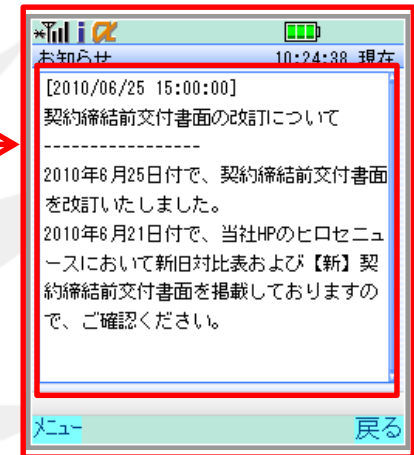 お知らせ 10:24:38 現在
[2010/06/25 15:00:00]
契約締結前交付書面の改訂について
-----------------
2010年6月25日付で、契約締結前交付書面
を改訂いたしました。
2010年6月21日付で、当社HPのヒロセニュ
ースにおいて新旧対比表および【新】契
約締結前交付書面を掲載しておりますの
で、ご確認ください。
メニュー 戻る